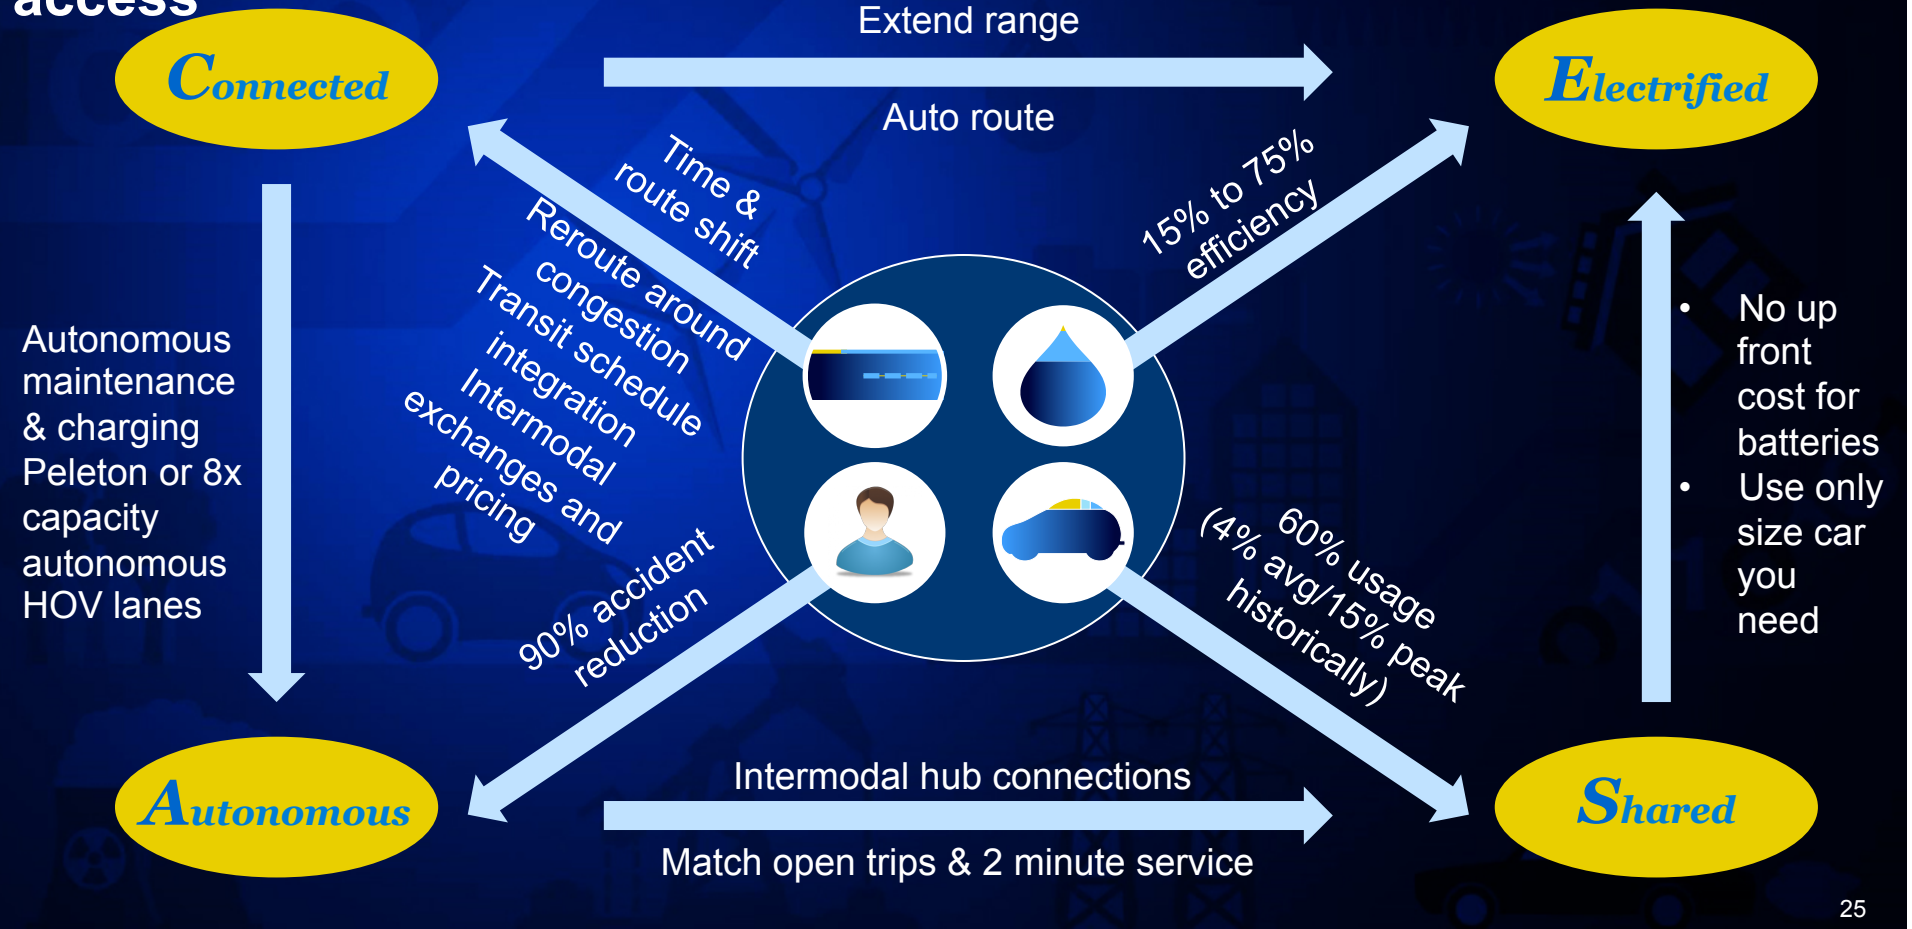 access
Connected
Extend range
Auto route
Electrified
Time &
route shift
Reroute around
congestion
Transit schedule
integration
Intermodal
exchanges and
pricing
15% to 75%
efficiency
Autonomous
maintenance
& charging
Peleton or 8x
capacity
autonomous
HOV lanes
• No up
front
cost for
batteries
• Use only
size car
you
need
90% accident
reduction
60% usage
(4% avg/15% peak
historically)
Autonomous
Intermodal hub connections
Match open trips & 2 minute service
Shared
25